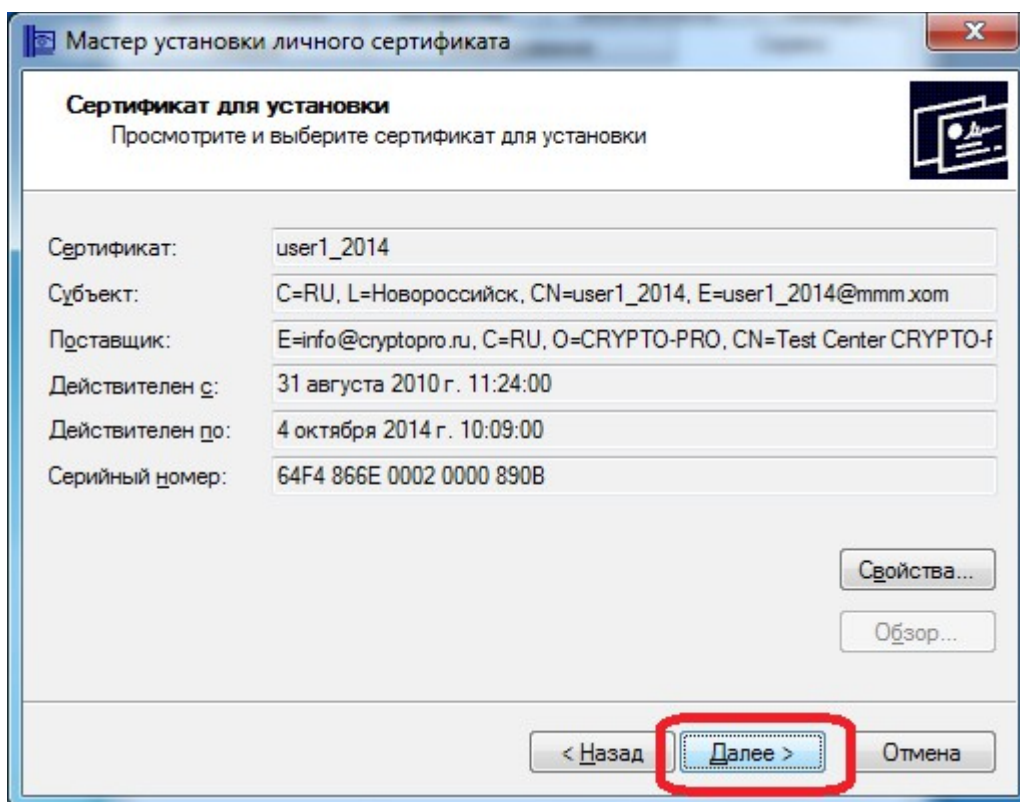 Мастер установки личного сертификата
Сертификат для установки
Просмотрите и выберите сертификат для установки
Сертификат: user1_2014
Субъект: C=RU, L=Новороссийск, CN=user1_2014, E=user1_2014@mmm.xom
Поставщик: E=info@cryptopro.ru, C=RU, O=CRYPTO-PRO, CN=Test Center CRYPTO-F
Действителен с: 31 августа 2010 г. 11:24:00
Действителен по: 4 октября 2014 г. 10:09:00
Серийный номер: 64F4 866E 0002 0000 890B
Свойства...
Обзор...
< Назад Далее > Отмена